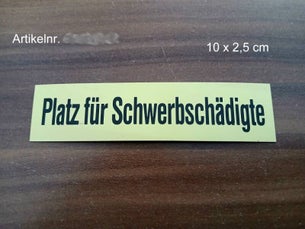 Artikelnr.
10 x 2,5 cm
Platz für Schwerbschädigte